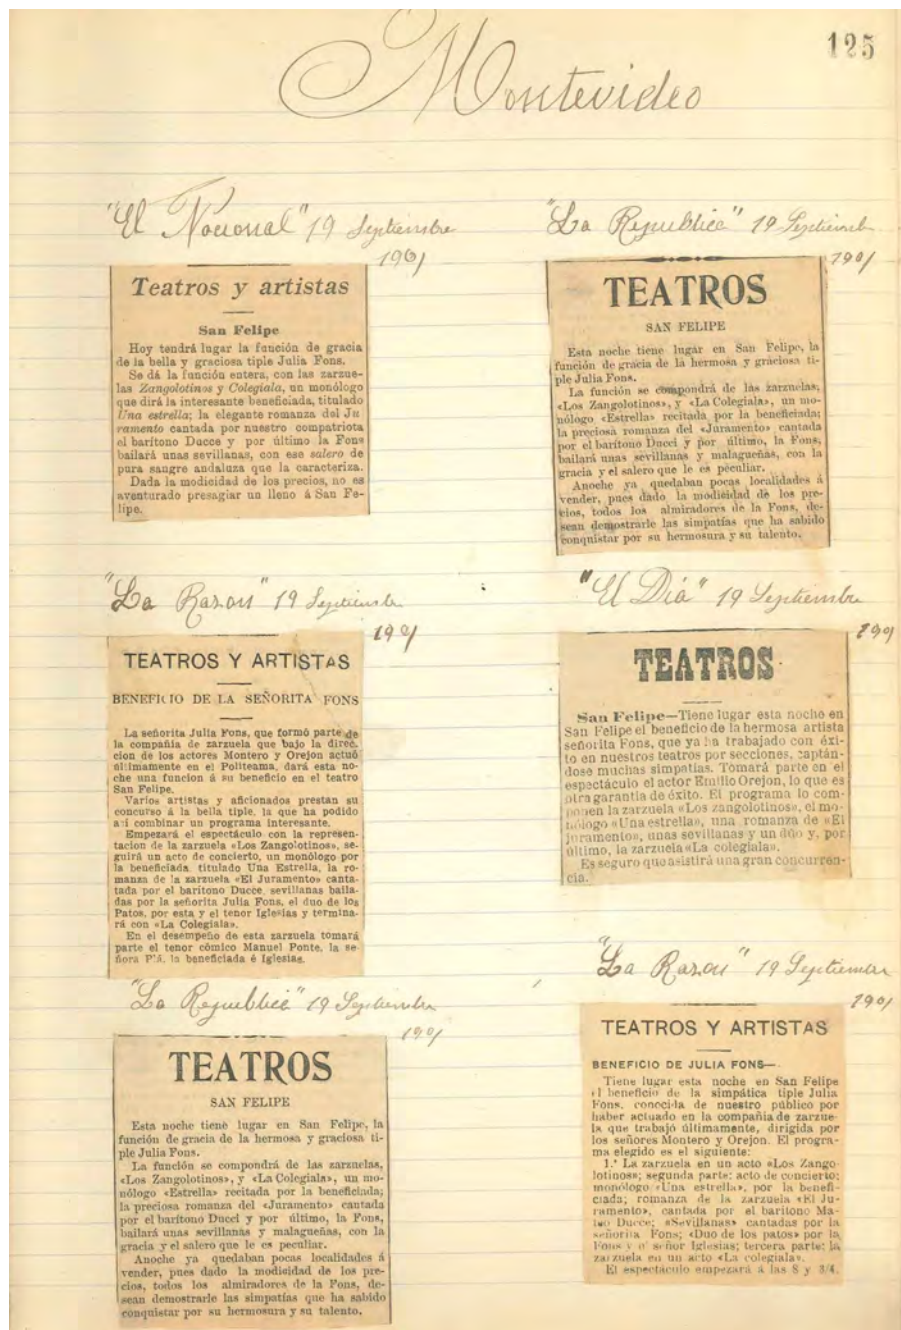 125
Montevideo
"El Nacional" 19 Septiembre
1901
Teatros y artistas
San Felipe
Hoy tendrá lugar la función de gracia
de la bella y graciosa tiple Julia Fons.
Se dá la función entera, con las zarzue-
las Zangolotinos y Colegiala, un monólogo
que dirá la interesante beneficiada, titulado
Una estrella; la elegante romanza del Ju
ramento cantada por nuestro compatriota
el barítono Ducce y por último la Fons
bailará unas sevillanas, con ese salero de
pura sangre andaluza que la caracteriza.
Dada la modicidad de los precios, no es
aventurado presagiar un lleno á San Fe-
lipe.
"La Republica" 19 Septiemb
1901
TEATROS
SAN FELIPE
Esta noche tiene lugar en San Felipe, la
función de gracia de la hermosa y graciosa ti-
ple Julia Fons.
La función se compondrá de las zarzuelas,
«Los Zangolotinos», y «La Colegiala», un mo-
nólogo «Estrella» recitada por la beneficiada;
la preciosa romanza del «Juramento» cantada
por el barítono Ducci y por último, la Fons,
bailará unas sevillanas y malagueñas, con la
gracia y el salero que le es peculiar.
Anoche ya quedaban pocas localidades á
vender, pues dado la modicidad de los pre-
cios, todos los almiradores de la Fons, de-
sean demostrarle las simpatías que ha sabido
conquistar por su hermosura y su talento.
"La Razon" 19 Septiembre
1901
TEATROS Y ARTISTAS
BENEFICIO DE LA SEÑORITA FONS
La señorita Julia Fons, que formó parte de
la compañía de zarzuela que bajo la direc.
cion de los actores Montero y Orejon actuó
últimamente en el Politeama, dará esta no-
che una funcion á su beneficio en el teatro
San Felipe.
Varios artistas y aficionados prestan su
concurso á la bella tiple, la que ha podido
así combinar un programa interesante.
Empezará el espectáculo con la represen-
tacion de la zarzuela «Los Zangolotinos», se-
guirá un acto de concierto, un monólogo por
la beneficiada, titulado Una Estrella, la ro-
manza de la zarzuela «El Juramento» canta-
tada por el barítono Ducce, sevillanas baila-
das por la señorita Julia Fons, el duo de los
Patos, por esta y el tenor Iglesias y termina-
rá con «La Colegiala».
En el desempeño de esta zarzuela tomará
parte el tenor cómico Manuel Ponte, la se-
ñora Plá, la beneficiada é Iglesias.
"El Día" 19 Septiembre
1901
TEATROS
San Felipe—Tiene lugar esta noche en
San Felipe el beneficio de la hermosa artista
señorita Fons, que ya ha trabajado con éxi-
to en nuestros teatros por secciones, captán-
dose muchas simpatías. Tomará parte en el
espectáculo el actor Emilio Orejon, lo que es
otra garantía de éxito. El programa lo com-
ponen la zarzuela «Los zangolotinos», el mo-
nólogo «Una estrella», una romanza de «El
juramento», unas sevillanas y un dúo y, por
último, la zarzuela «La colegiala».
Es seguro que asistirá una gran concurren-
cia.
"La Republica" 19 Septiembre
1901
TEATROS
SAN FELIPE
Esta noche tiene lugar en San Felipe, la
función de gracia de la hermosa y graciosa ti-
ple Julia Fons.
La función se compondrá de las zarzuelas,
«Los Zangolotinos», y «La Colegiala», un mo-
nólogo «Estrella» recitada por la beneficiada;
la preciosa romanza del «Juramento» cantada
por el barítono Ducci y por último, la Fons,
bailará unas sevillanas y malagueñas, con la
gracia y el salero que le es peculiar.
Anoche ya quedaban pocas localidades á
vender, pues dado la modicidad de los pre-
cios, todos los almiradores de la Fons, de-
sean demostrarle las simpatías que ha sabido
conquistar por su hermosura y su talento.
"La Razon" 19 Septiembre
1901
TEATROS Y ARTISTAS
BENEFICIO DE JULIA FONS—
Tiene lugar esta noche en San Felipe
el beneficio de la simpática tiple Julia
Fons, conocida de nuestro público por
haber actuado en la compañia de zarzue-
la que trabajó últimamente, dirigida por
los señores Montero y Orejon. El progra-
ma elegido es el siguiente:
1.ª La zarzuela en un acto «Los Zango-
lotinos»; segunda parte: acto de concierto;
monólogo «Una estrella», por la benefi-
ciada; romanza de la zarzuela «El Ju-
ramento», cantada por el barítono Ma-
Ducce; «Sevillanas» cantadas por la
señorita Fons; «Duo de los patos» por la
Fons y el señor Iglesias; tercera parte: la
zarzuela en un acto «La colegiala».
El espectáculo empezará á las 8 y 3/4.